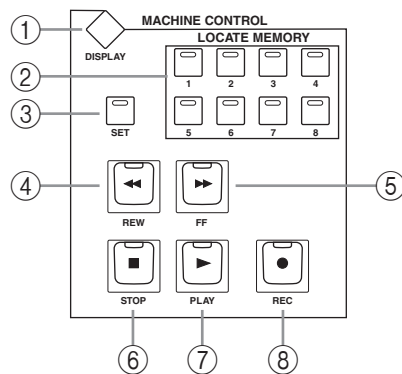 ① MACHINE CONTROL
DISPLAY LOCATE MEMORY
②
1 2 3 4
③
SET 5 6 7 8
④ ⑤
REW FF
STOP PLAY REC
⑥ ⑦ ⑧